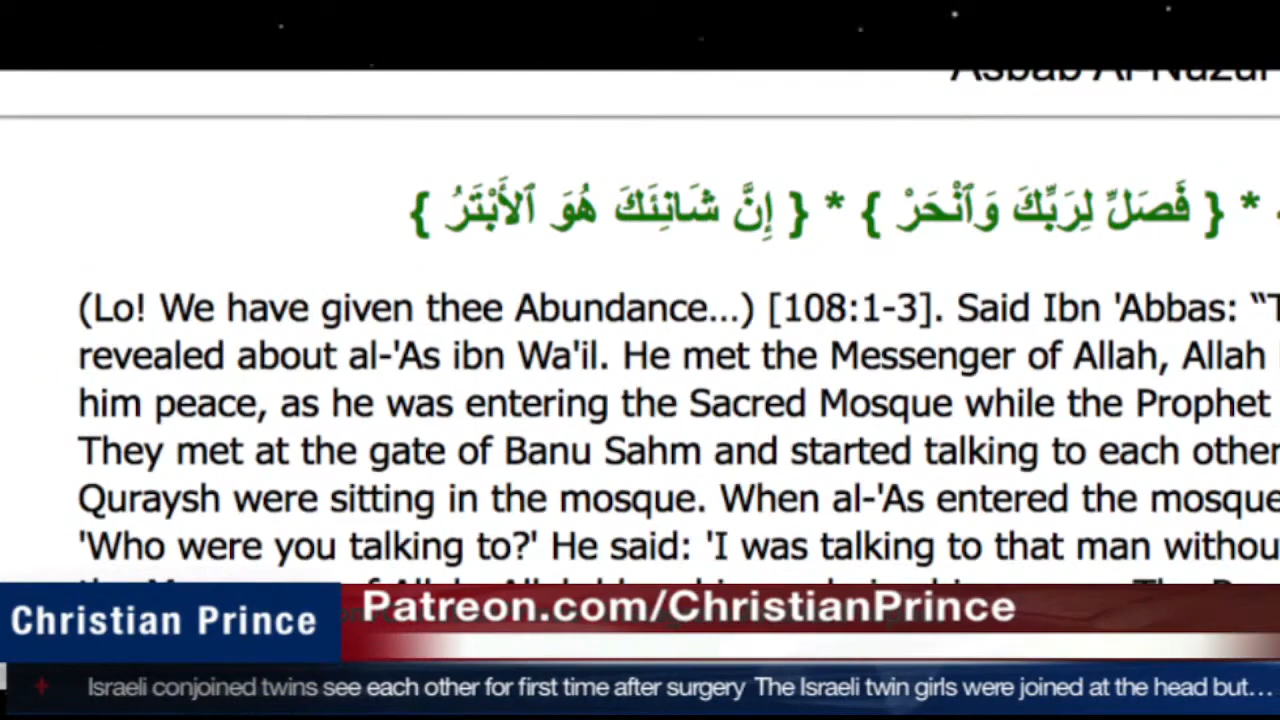 Asbab Al-Nuzul
* { فَصَلِّ لِرَبِّكَ وَٱنْحَرْ } * { إِنَّ شَانِئَكَ هُوَ ٱلأَبْتَرُ }
(Lo! We have given thee Abundance...) [108:1-3]. Said Ibn 'Abbas: “T
revealed about al-'As ibn Wa'il. He met the Messenger of Allah, Allah
him peace, as he was entering the Sacred Mosque while the Prophet
They met at the gate of Banu Sahm and started talking to each other
Quraysh were sitting in the mosque. When al-'As entered the mosque
'Who were you talking to?' He said: 'I was talking to that man withou
Patreon.com/ChristianPrince
Christian Prince
Israeli conjoined twins see each other for first time after surgery The Israeli twin girls were joined at the head but...